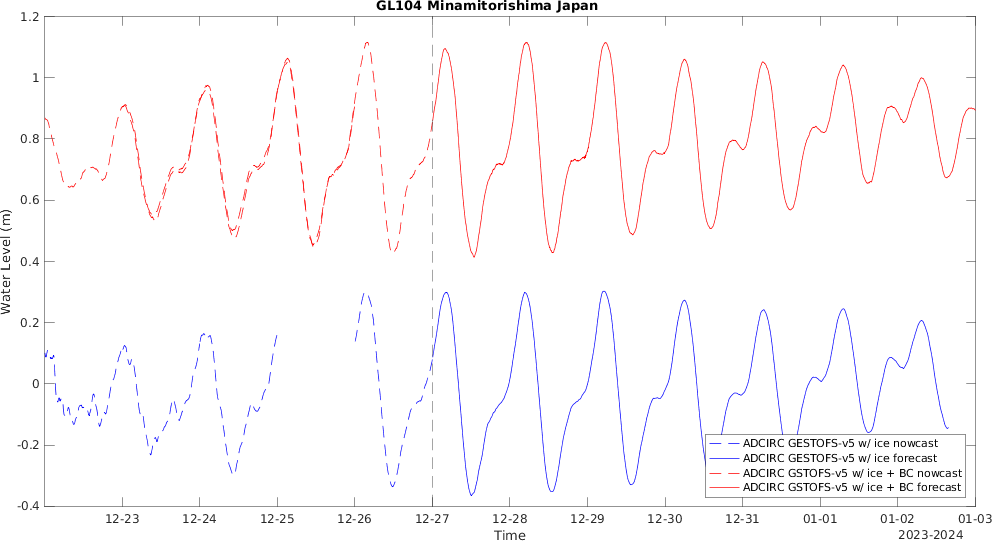 GL104 Minamitorishima Japan
1.2
1
0.8
0.6
0.4
0.2
0
-0.2
-0.4
Water Level (m)
ADCIRC GESTOFS-v5 w/ ice nowcast
ADCIRC GESTOFS-v5 w/ ice forecast
ADCIRC GSTOFS-v5 w/ ice + BC nowcast
ADCIRC GSTOFS-v5 w/ ice + BC forecast
12-23 12-24 12-25 12-26 12-27 12-28 12-29 12-30 12-31 01-01 01-02 01-03
Time
2023-2024